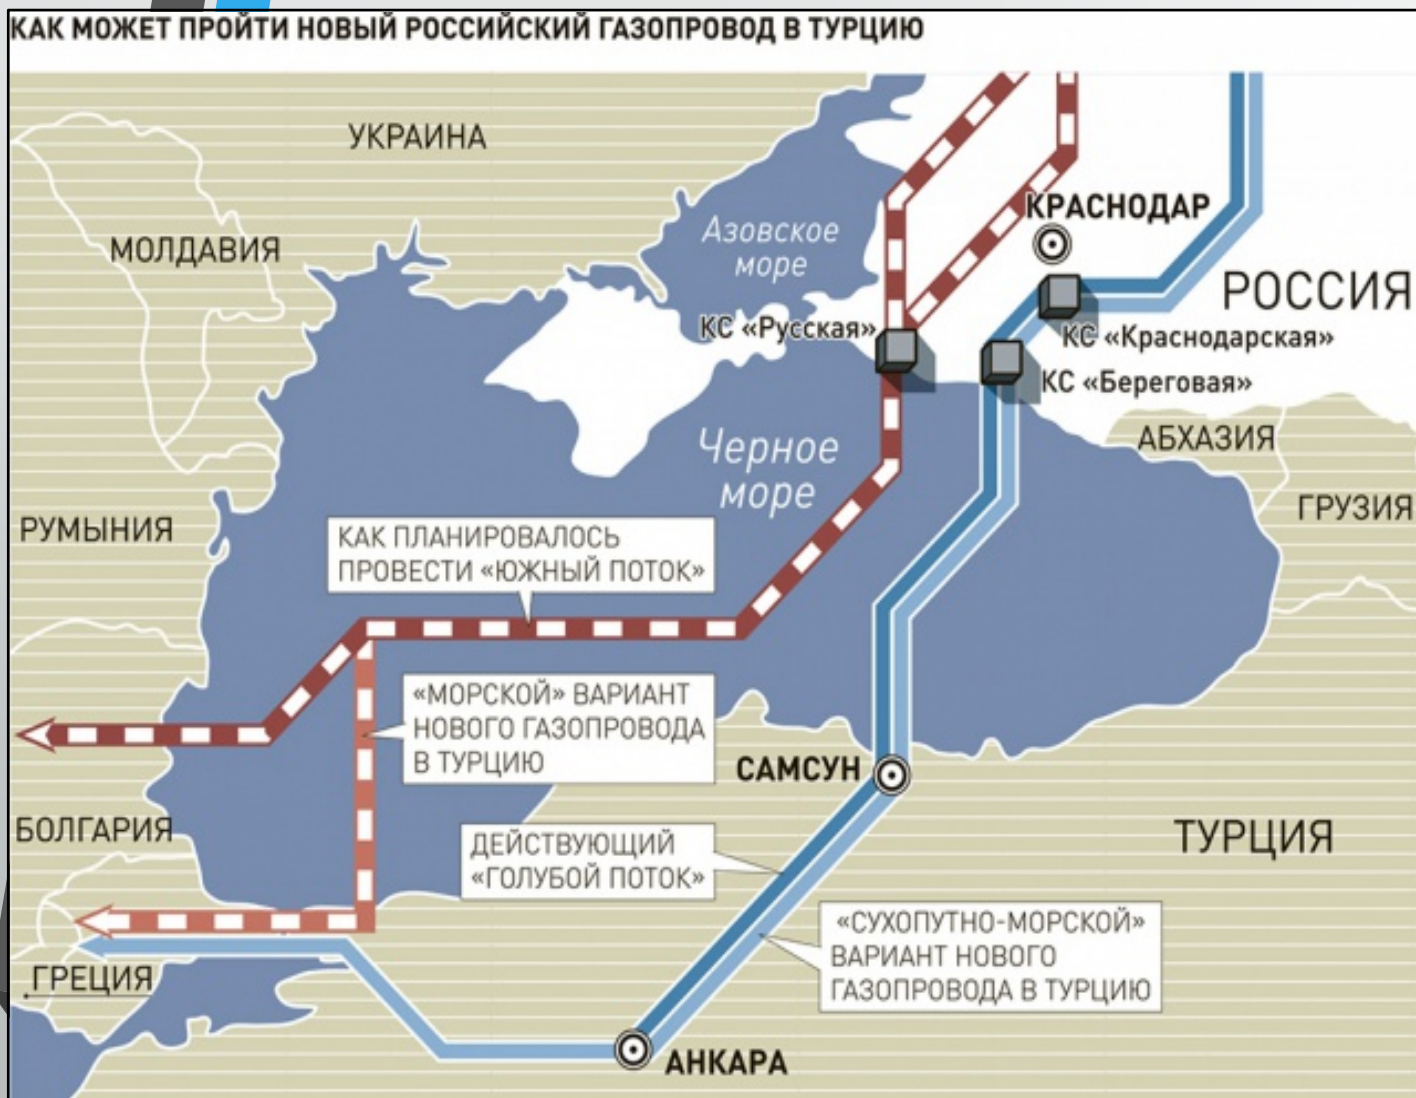 КАК МОЖЕТ ПРОЙТИ НОВЫЙ РОССИЙСКИЙ ГАЗОПРОВОД В ТУРЦИЮ
УКРАИНА
МОЛДАВИЯ
Азовское
море
КРАСНОДАР
РОССИЯ
КС «Русская»
КС «Краснодарская»
КС «Береговая»
АБХАЗИЯ
Черное
море
ГРУЗИЯ
РУМЫНИЯ
КАК ПЛАНИРОВАЛОСЬ
ПРОВЕСТИ «ЮЖНЫЙ ПОТОК»
«МОРСКОЙ» ВАРИАНТ
НОВОГО ГАЗОПРОВОДА
В ТУРЦИЮ
САМСУН
БОЛГАРИЯ
ТУРЦИЯ
ДЕЙСТВУЮЩИЙ
«ГОЛУБОЙ ПОТОК»
«СУХОПУТНО-МОРСКОЙ»
ВАРИАНТ НОВОГО
ГАЗОПРОВОДА В ТУРЦИЮ
ГРЕЦИЯ
АНКАРА